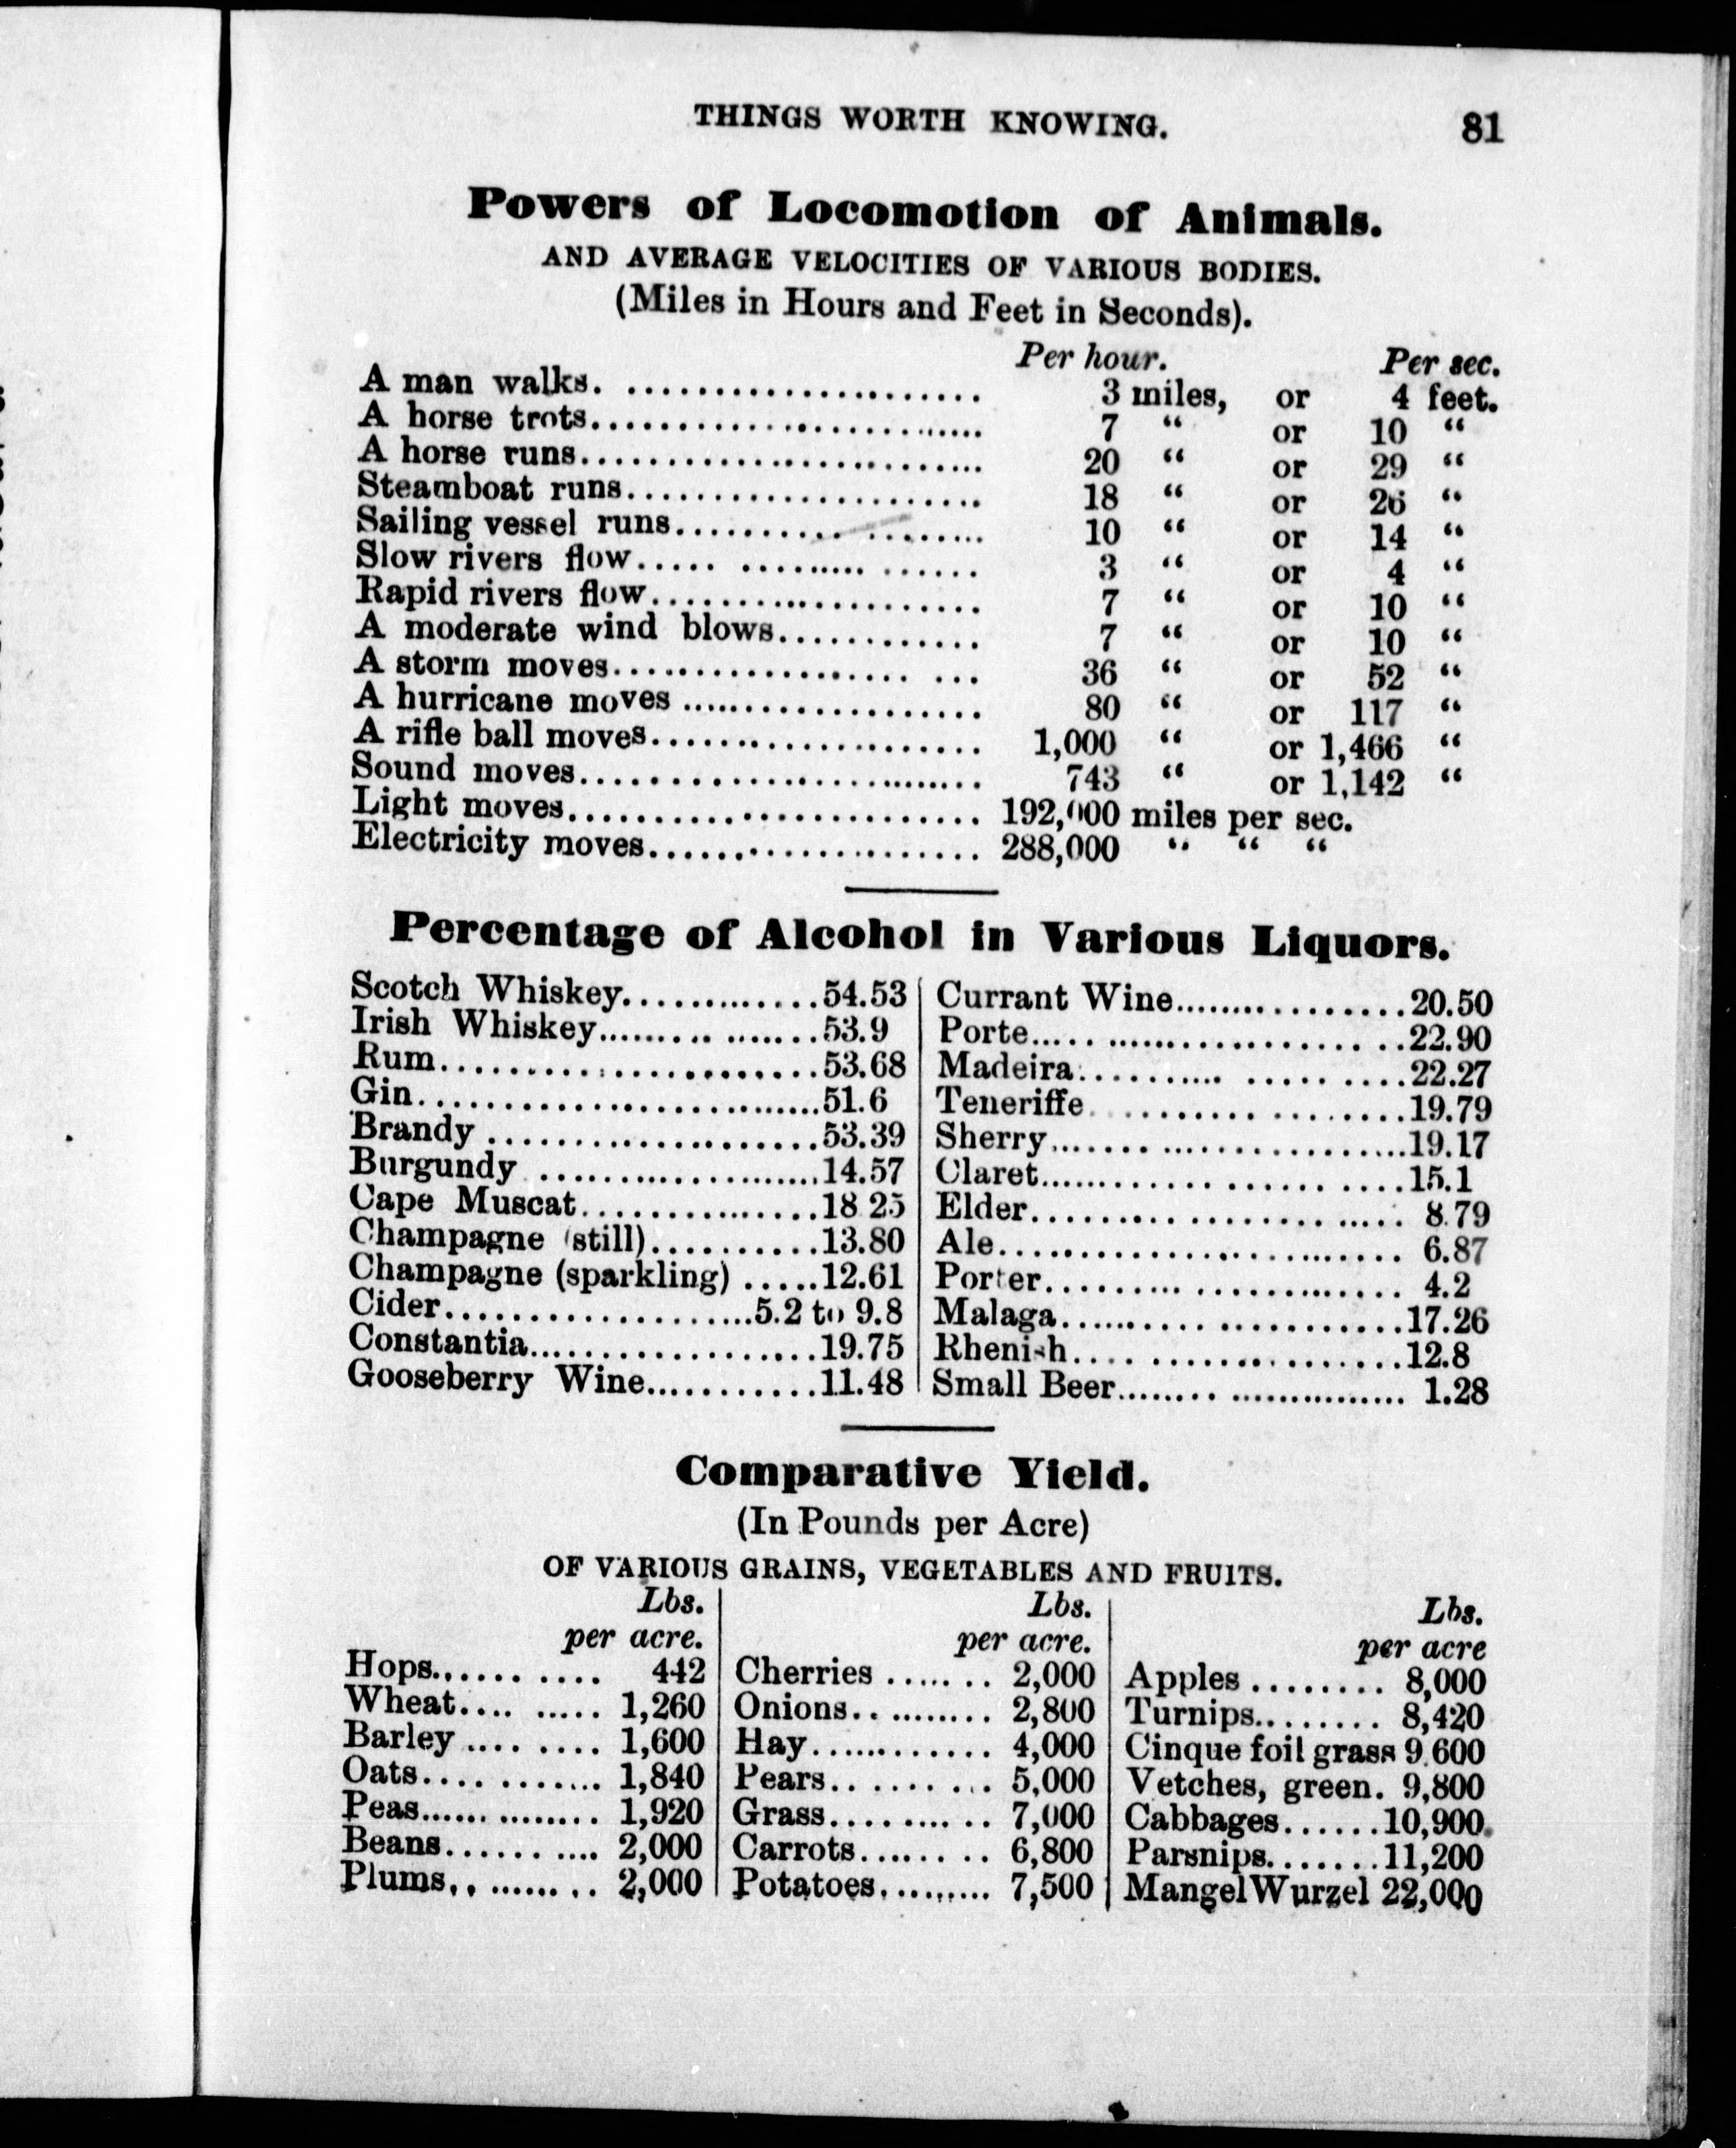 THINGS WORTH KNOWING. 81
Powers of Locomotion of Animals.
AND AVERAGE VELOCITIES OF VARIOUS BODIES.
(Miles in Hours and Feet in Seconds).
Per hour. Per sec.
A man walks. ...................... 3 miles, or 4 feet.
A horse trots........................ 7 “ or 10 “
A horse runs........................ 20 “ or 29 “
Steamboat runs...................... 18 “ or 26 “
Sailing vessel runs.......... ........ 10 “ or 14 “
Slow rivers flow..... .......... ...... 3 “ or 4 “
Rapid rivers flow.................... 7 “ or 10 “
A moderate wind blows............ 7 “ or 10 “
A storm moves.................. ... 36 “ or 52 “
A hurricane moves .................. 80 “ or 117 “
A rifle ball moves.................... 1,000 “ or 1,466 “
Sound moves........................ 743 “ or 1,142 “
Light moves........................ 192,000 miles per sec.
Electricity moves.................... 288,000 “ “ “
Percentage of Alcohol in Various Liquors.
Scotch Whiskey............54.53 | Currant Wine.................20.50
Irish Whiskey......... .......53.9 | Porte..... ..................... ..22.90
Rum.......................53.68 | Madeira.......... ..... ....22.27
Gin.........................51.6 | Teneriffe........... ........19.79
Brandy ....................53.39 | Sherry....... ................19.17
Burgundy ..................14.57 | Claret.................. ....15.1
Cape Muscat..............18 25 | Elder.................. ..... 8.79
Champagne (still)..........13.80 | Ale......................... 6.87
Champagne (sparkling) .....12.61 | Porter.......... ............ 4.2
Cider...................5.2 to 9.8 | Malaga.......... ............17.26
Constantia..................19.75 | Rhenish.... ................12.8
Gooseberry Wine...........11.48 | Small Beer........ ............... 1.28
Comparative Yield.
(In Pounds per Acre)
OF VARIOUS GRAINS, VEGETABLES AND FRUITS.
Lbs. | Lbs. | Lbs.
per acre. | per acre. | per acre
Hops........ .... 442 | Cherries ....... 2,000 | Apples ........ 8,000
Wheat.... ..... 1,260 | Onions.. ......... 2,800 | Turnips......... 8,420
Barley .... .... 1,600 | Hay............ 4,000 | Cinque foil grass 9.600
Oats.... ........ 1,840 | Pears.......... 5,000 | Vetches, green. 9,800
Peas...... ......... 1,920 | Grass.......... 7,000 | Cabbages......10,900.
Beans....... .... 2,000 | Carrots......... 6,800 | Parsnips.......11,200
Plums.. ....... .. 2,000 | Potatoes.......... 7,500 | Mangel Wurzel 22,000